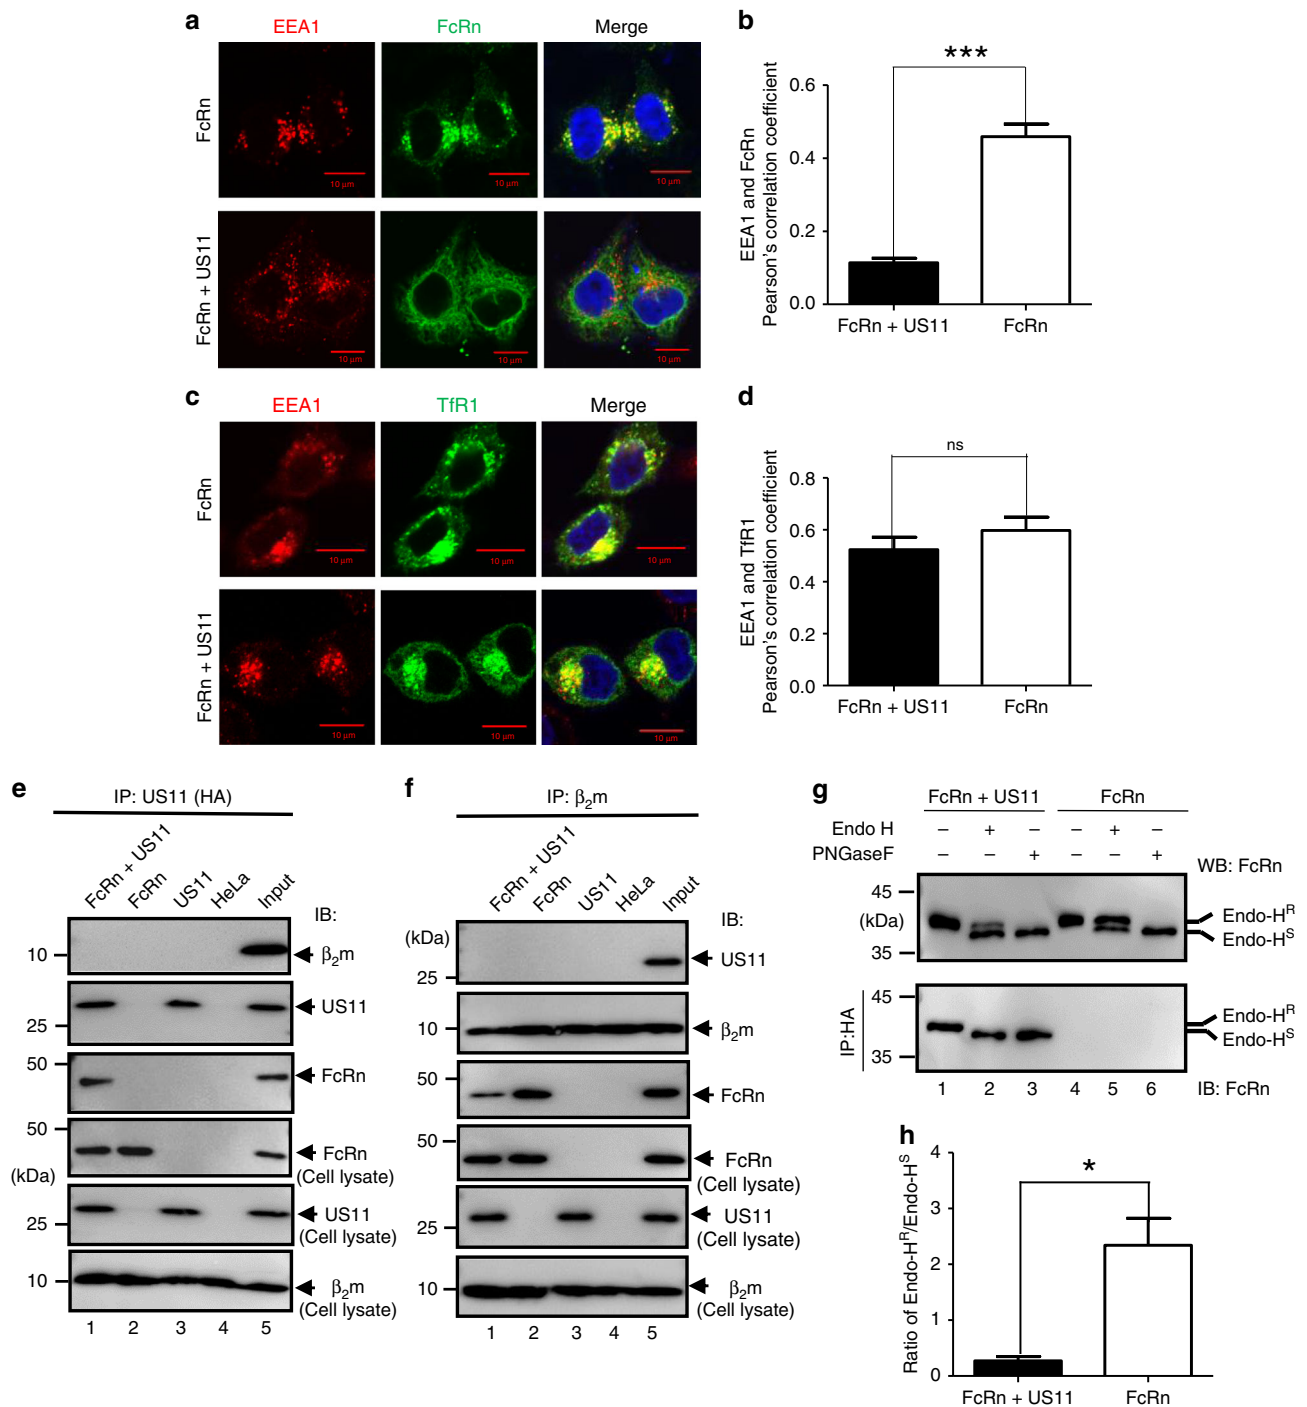 a
EEA1 FcRn Merge
FcRn
10 μm 10 μm 10 μm
FcRn + US11
10 μm 10 μm 10 μm
b
***
EEA1 and FcRn
Pearson's correlation coefficient
0.6
0.4
0.2
0.0
FcRn + US11 FcRn
c
EEA1 TfR1 Merge
FcRn
10 μm 10 μm 10 μm
FcRn + US11
10 μm 10 μm 10 μm
d
ns
EEA1 and TfR1
Pearson's correlation coefficient
0.8
0.6
0.4
0.2
0.0
FcRn + US11 FcRn
e
IP: US11 (HA)
FcRn + US11 FcRn US11 HeLa Input
IB:
10 β₂m
US11
25
50 FcRn
50
FcRn
(kDa) (Cell lysate)
25 US11
(Cell lysate)
10 β₂m
(Cell lysate)
1 2 3 4 5
f
IP: β₂m
FcRn + US11 FcRn US11 HeLa Input
IB:
(kDa)
US11
25
10 β₂m
50
FcRn
50
FcRn
(Cell lysate)
25 US11
(Cell lysate)
10 β₂m
(Cell lysate)
1 2 3 4 5
g
FcRn + US11 FcRn
Endo H – + – – + –
PNGaseF – – + – – +
WB: FcRn
45
(kDa)
35
Endo-Hᴿ
Endo-Hˢ
IP:HA
45
35
Endo-Hᴿ
Endo-Hˢ
1 2 3 4 5 6 IB: FcRn
h
*
Ratio of Endo-Hᴿ/Endo-Hˢ
4
3
2
1
0
FcRn + US11 FcRn